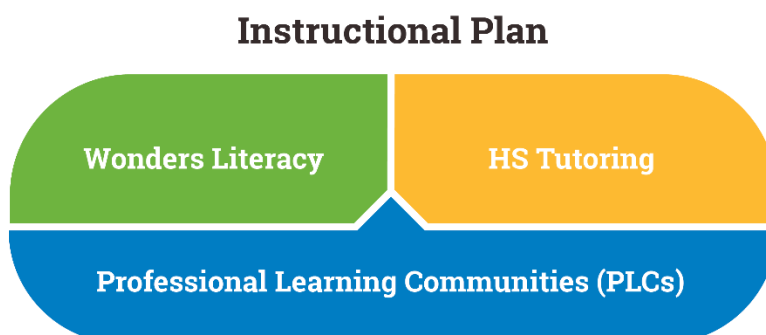 Instructional Plan
Wonders Literacy
HS Tutoring
Professional Learning Communities (PLCs)